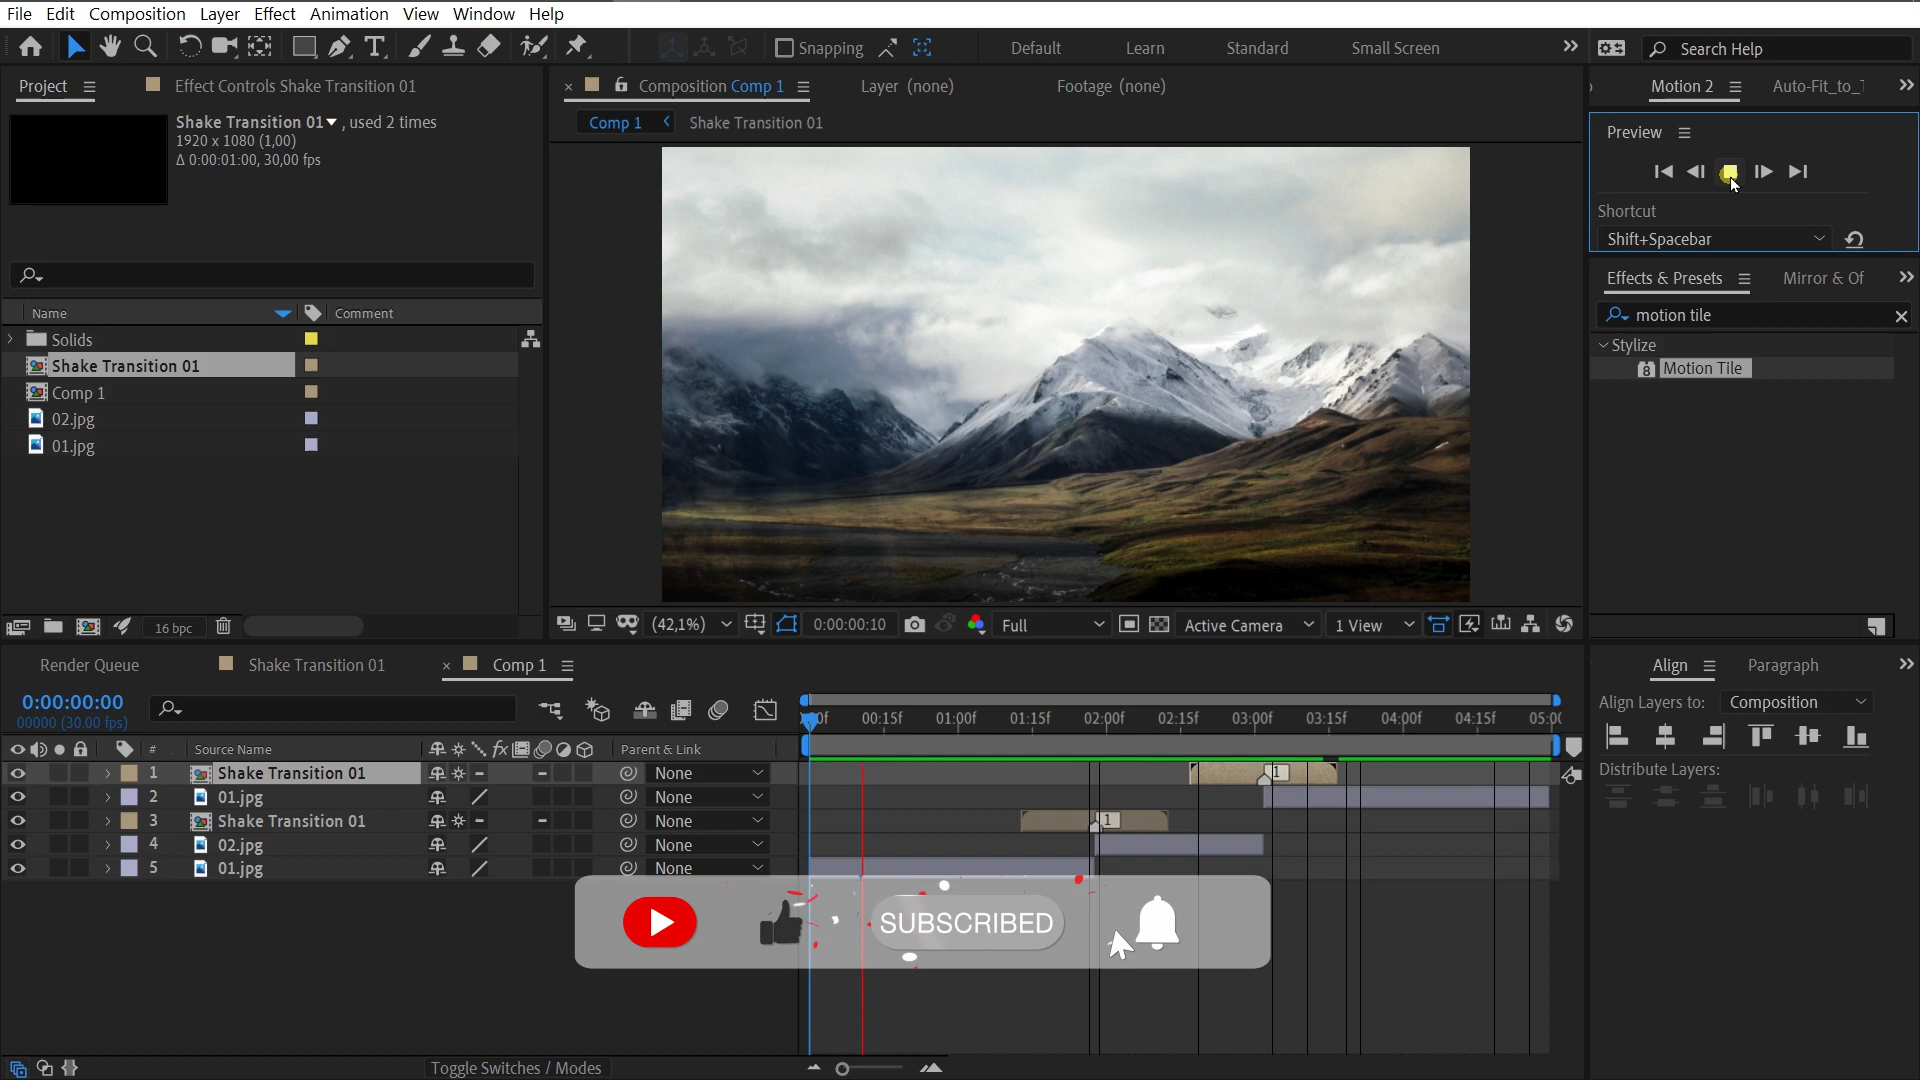 File Edit Composition Layer Effect Animation View Window Help
Snapping Default Learn Standard Small Screen Search Help
Project Effect Controls Shake Transition 01 Composition Comp 1 Layer (none) Footage (none) Motion 2
Comp 1 Shake Transition 01
Shake Transition 01 , used 2 times
1920 x 1080 (1,00)
Δ 0:00:01:00, 30,00 fps
Preview
Shortcut
Shift+Spacebar
Effects & Presets Mirror & Of
motion tile
Stylize
8 Motion Tile
Name Comment
Solids
Shake Transition 01
Comp 1
02.jpg
01.jpg
16 bpc
(42,1%) 0:00:00:10 Full Active Camera 1 View
Render Queue Shake Transition 01 Comp 1
Align Paragraph
Align Layers to: Composition
Distribute Layers:
0:00:00:00
00000 (30.00 fps)
00:15f 01:00f 01:15f 02:00f 02:15f 03:00f 03:15f 04:00f 04:15f
# Source Name fx Parent & Link
1 Shake Transition 01 None 1
2 01.jpg None
3 Shake Transition 01 None 1
4 02.jpg None
5 01.jpg None
SUBSCRIBED
Toggle Switches / Modes